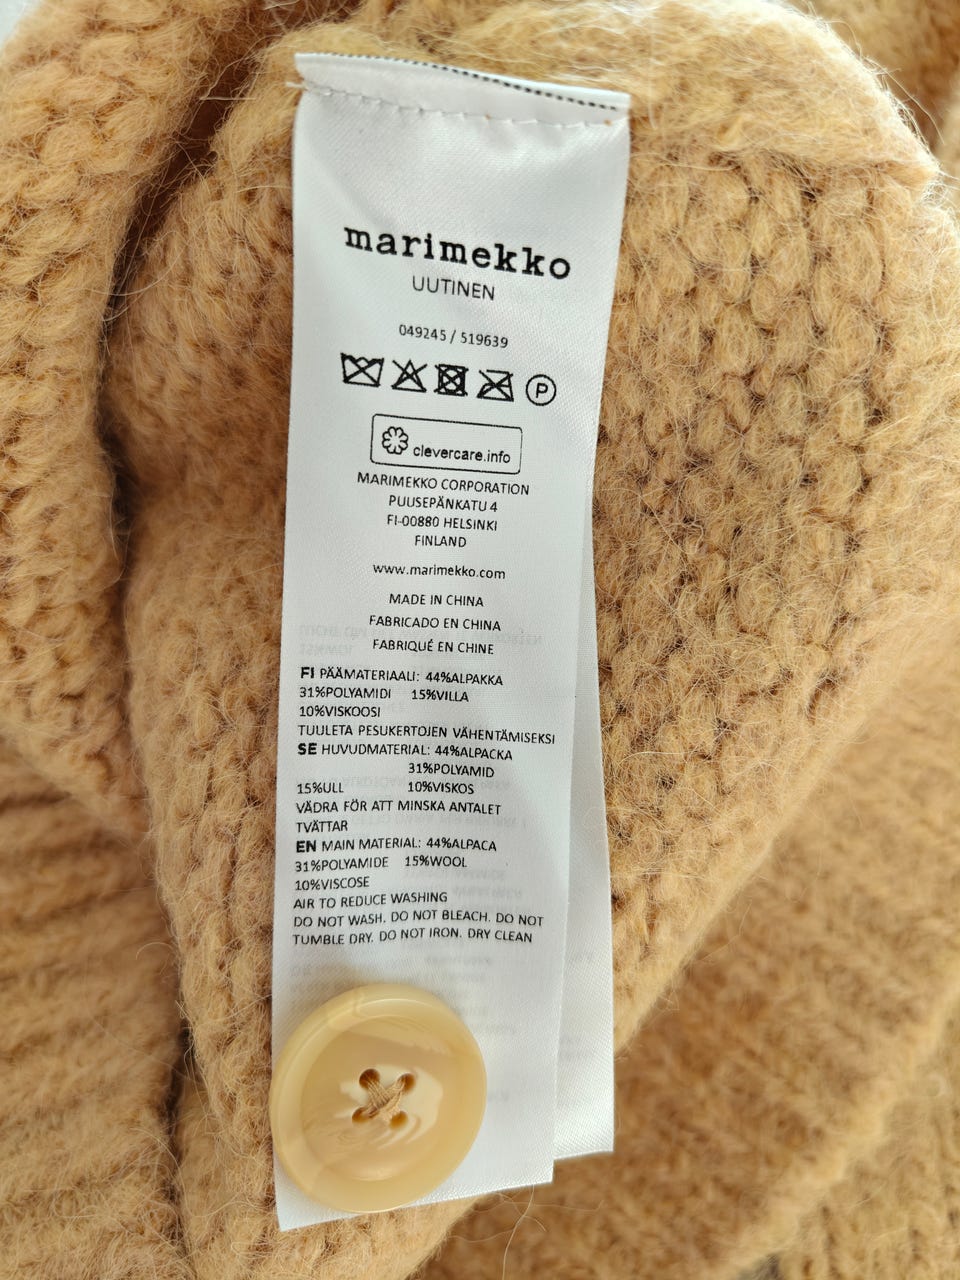 marimekko
UUTINEN
049245 / 519639
P
clevercare.info
MARIMEKKO CORPORATION
PUUSEPÄNKATU 4
FI-00880 HELSINKI
FINLAND
www.marimekko.com
MADE IN CHINA
FABRICADO EN CHINA
FABRIQUÉ EN CHINE
FI PÄÄMATERIAALI: 44%ALPAKKA
31%POLYAMIDI 15%VILLA
10%VISKOOSI
TUULETA PESUKERTOJEN VÄHENTÄMISEKSI
SE HUVUDMATERIAL: 44%ALPACKA
31%POLYAMID
15%ULL 10%VISKOS
VÄDRA FÖR ATT MINSKA ANTALET
TVÄTTAR
EN MAIN MATERIAL: 44%ALPACA
31%POLYAMIDE 15%WOOL
10%VISCOSE
AIR TO REDUCE WASHING
DO NOT WASH. DO NOT BLEACH. DO NOT
TUMBLE DRY. DO NOT IRON. DRY CLEAN